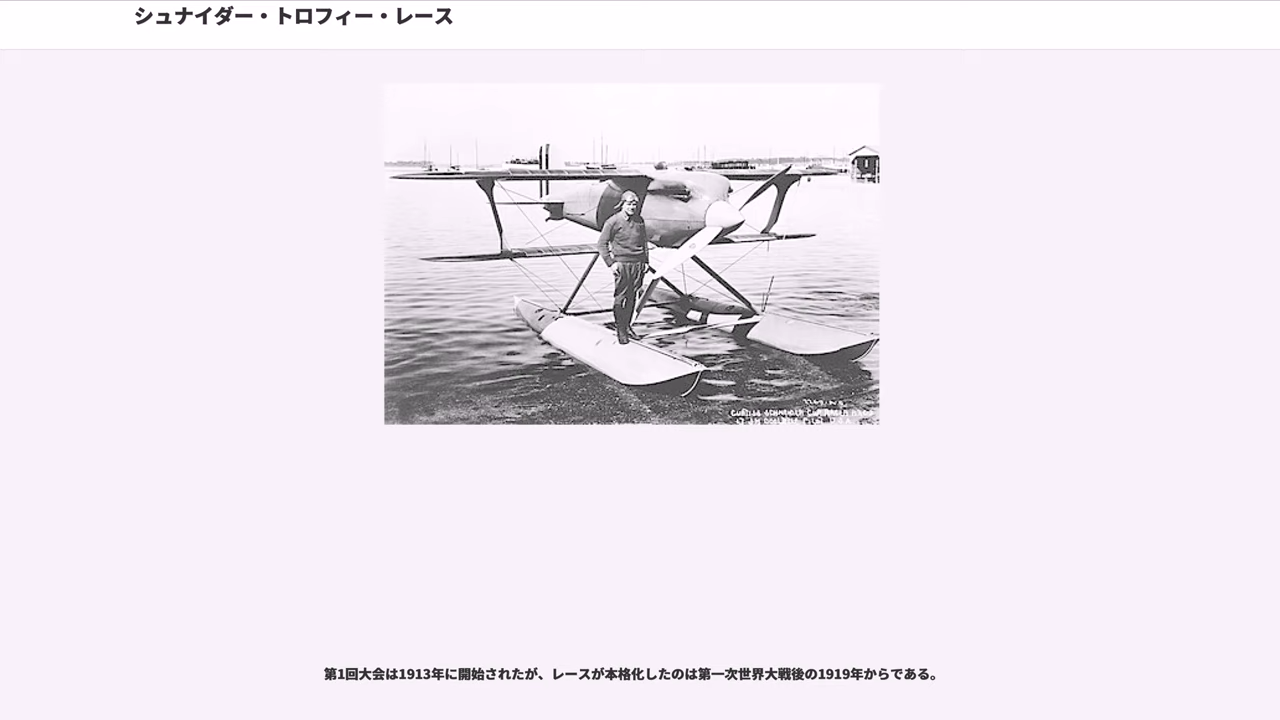 シュナイダー・トロフィー・レース
第1回大会は1913年に開始されたが、レースが本格化したのは第一次世界大戦後の1919年からである。